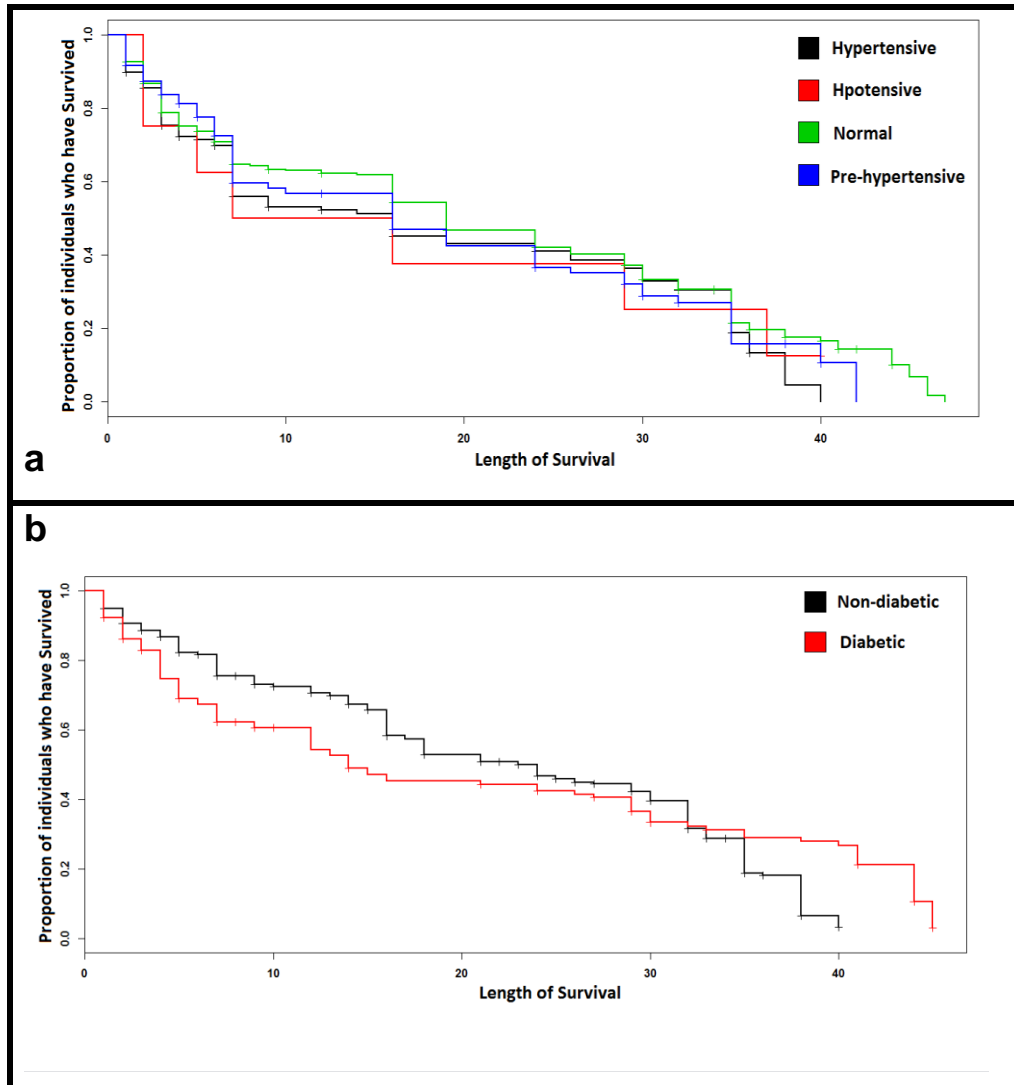 Proportion of individuals who have Survived
1.0
0.8
0.6
0.4
0.2
0.0
Hypertensive
Hpotensive
Normal
Pre-hypertensive
0 10 20 30 40
Length of Survival
a
b
Proportion of individuals who have Survived
1.0
0.8
0.6
0.4
0.2
0.0
Non-diabetic
Diabetic
0 10 20 30 40
Length of Survival